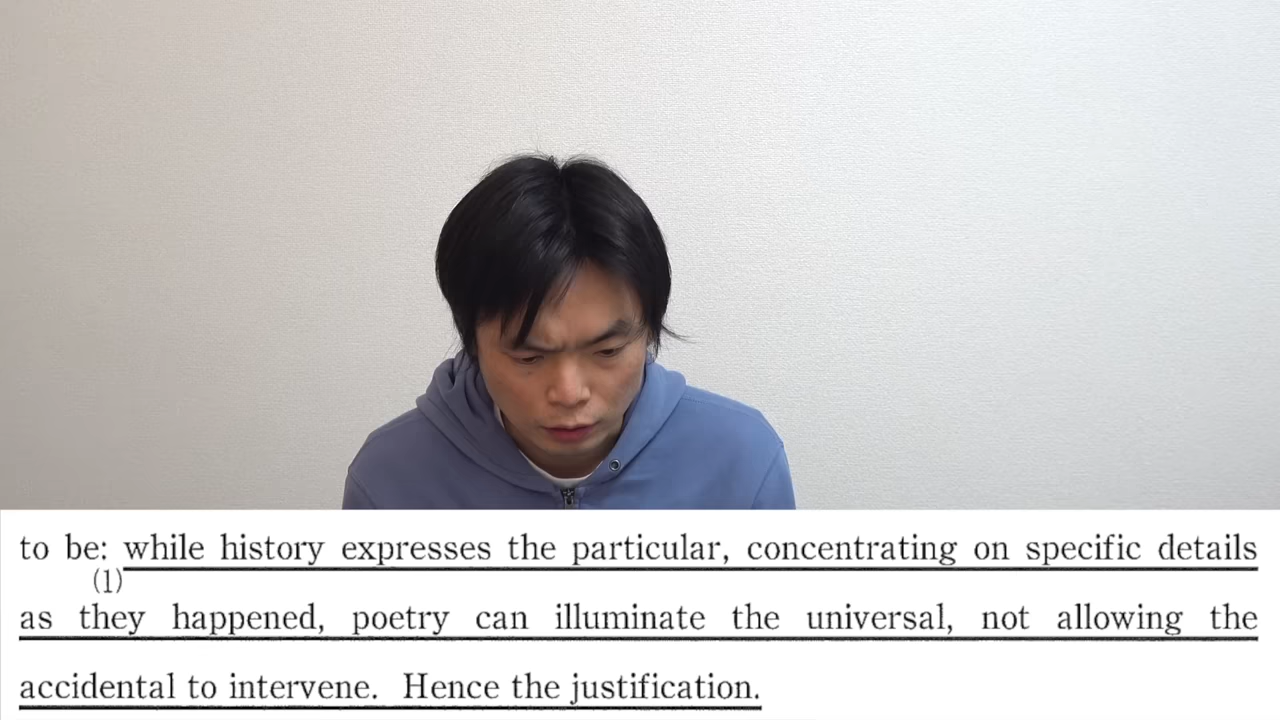 to be: while history expresses the particular, concentrating on specific details
(1)
as they happened, poetry can illuminate the universal, not allowing the
accidental to intervene. Hence the justification.